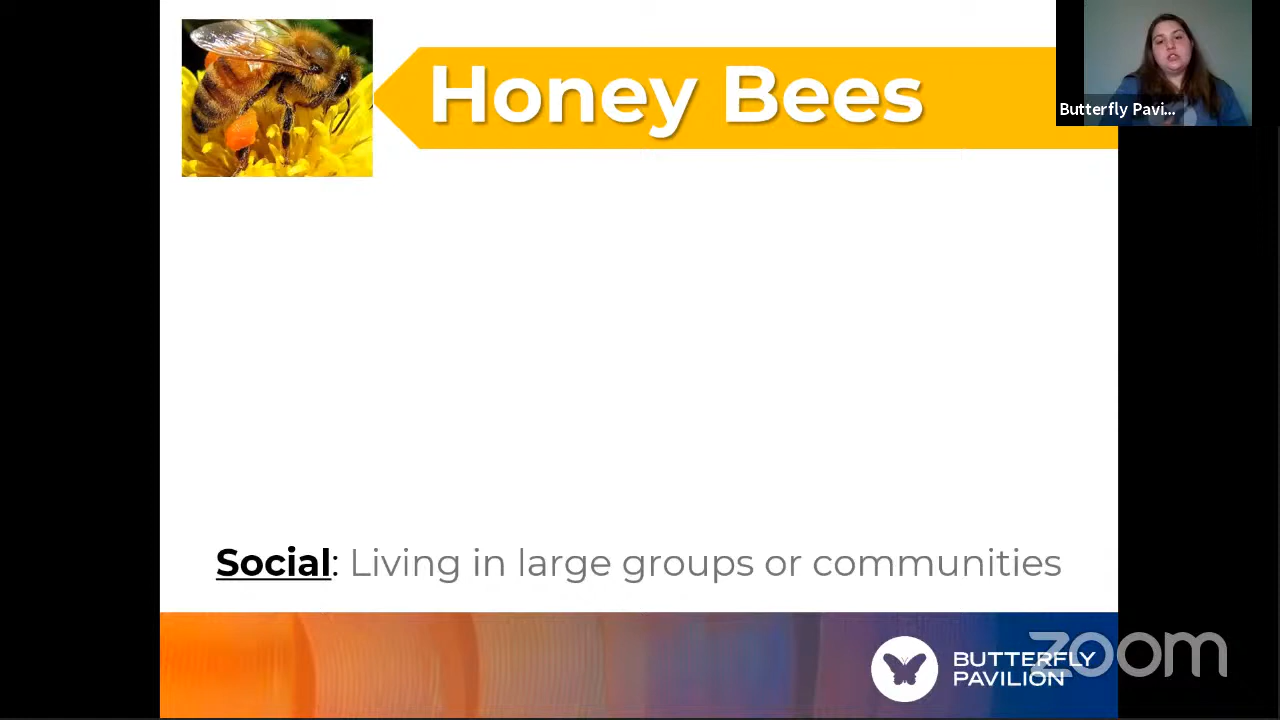 Honey Bees
Butterfly Pavi...
Social: Living in large groups or communities
BUTTERFLY
PAVILION
zoom